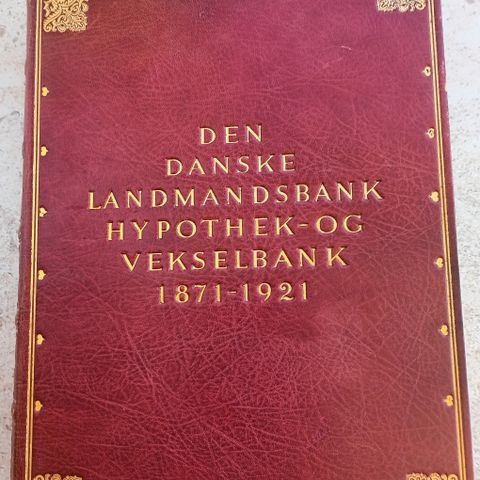 DEN
DANSKE
LANDMANDSBANK
HYPOTHEK-OG
VEKSELBANK
1871-1921